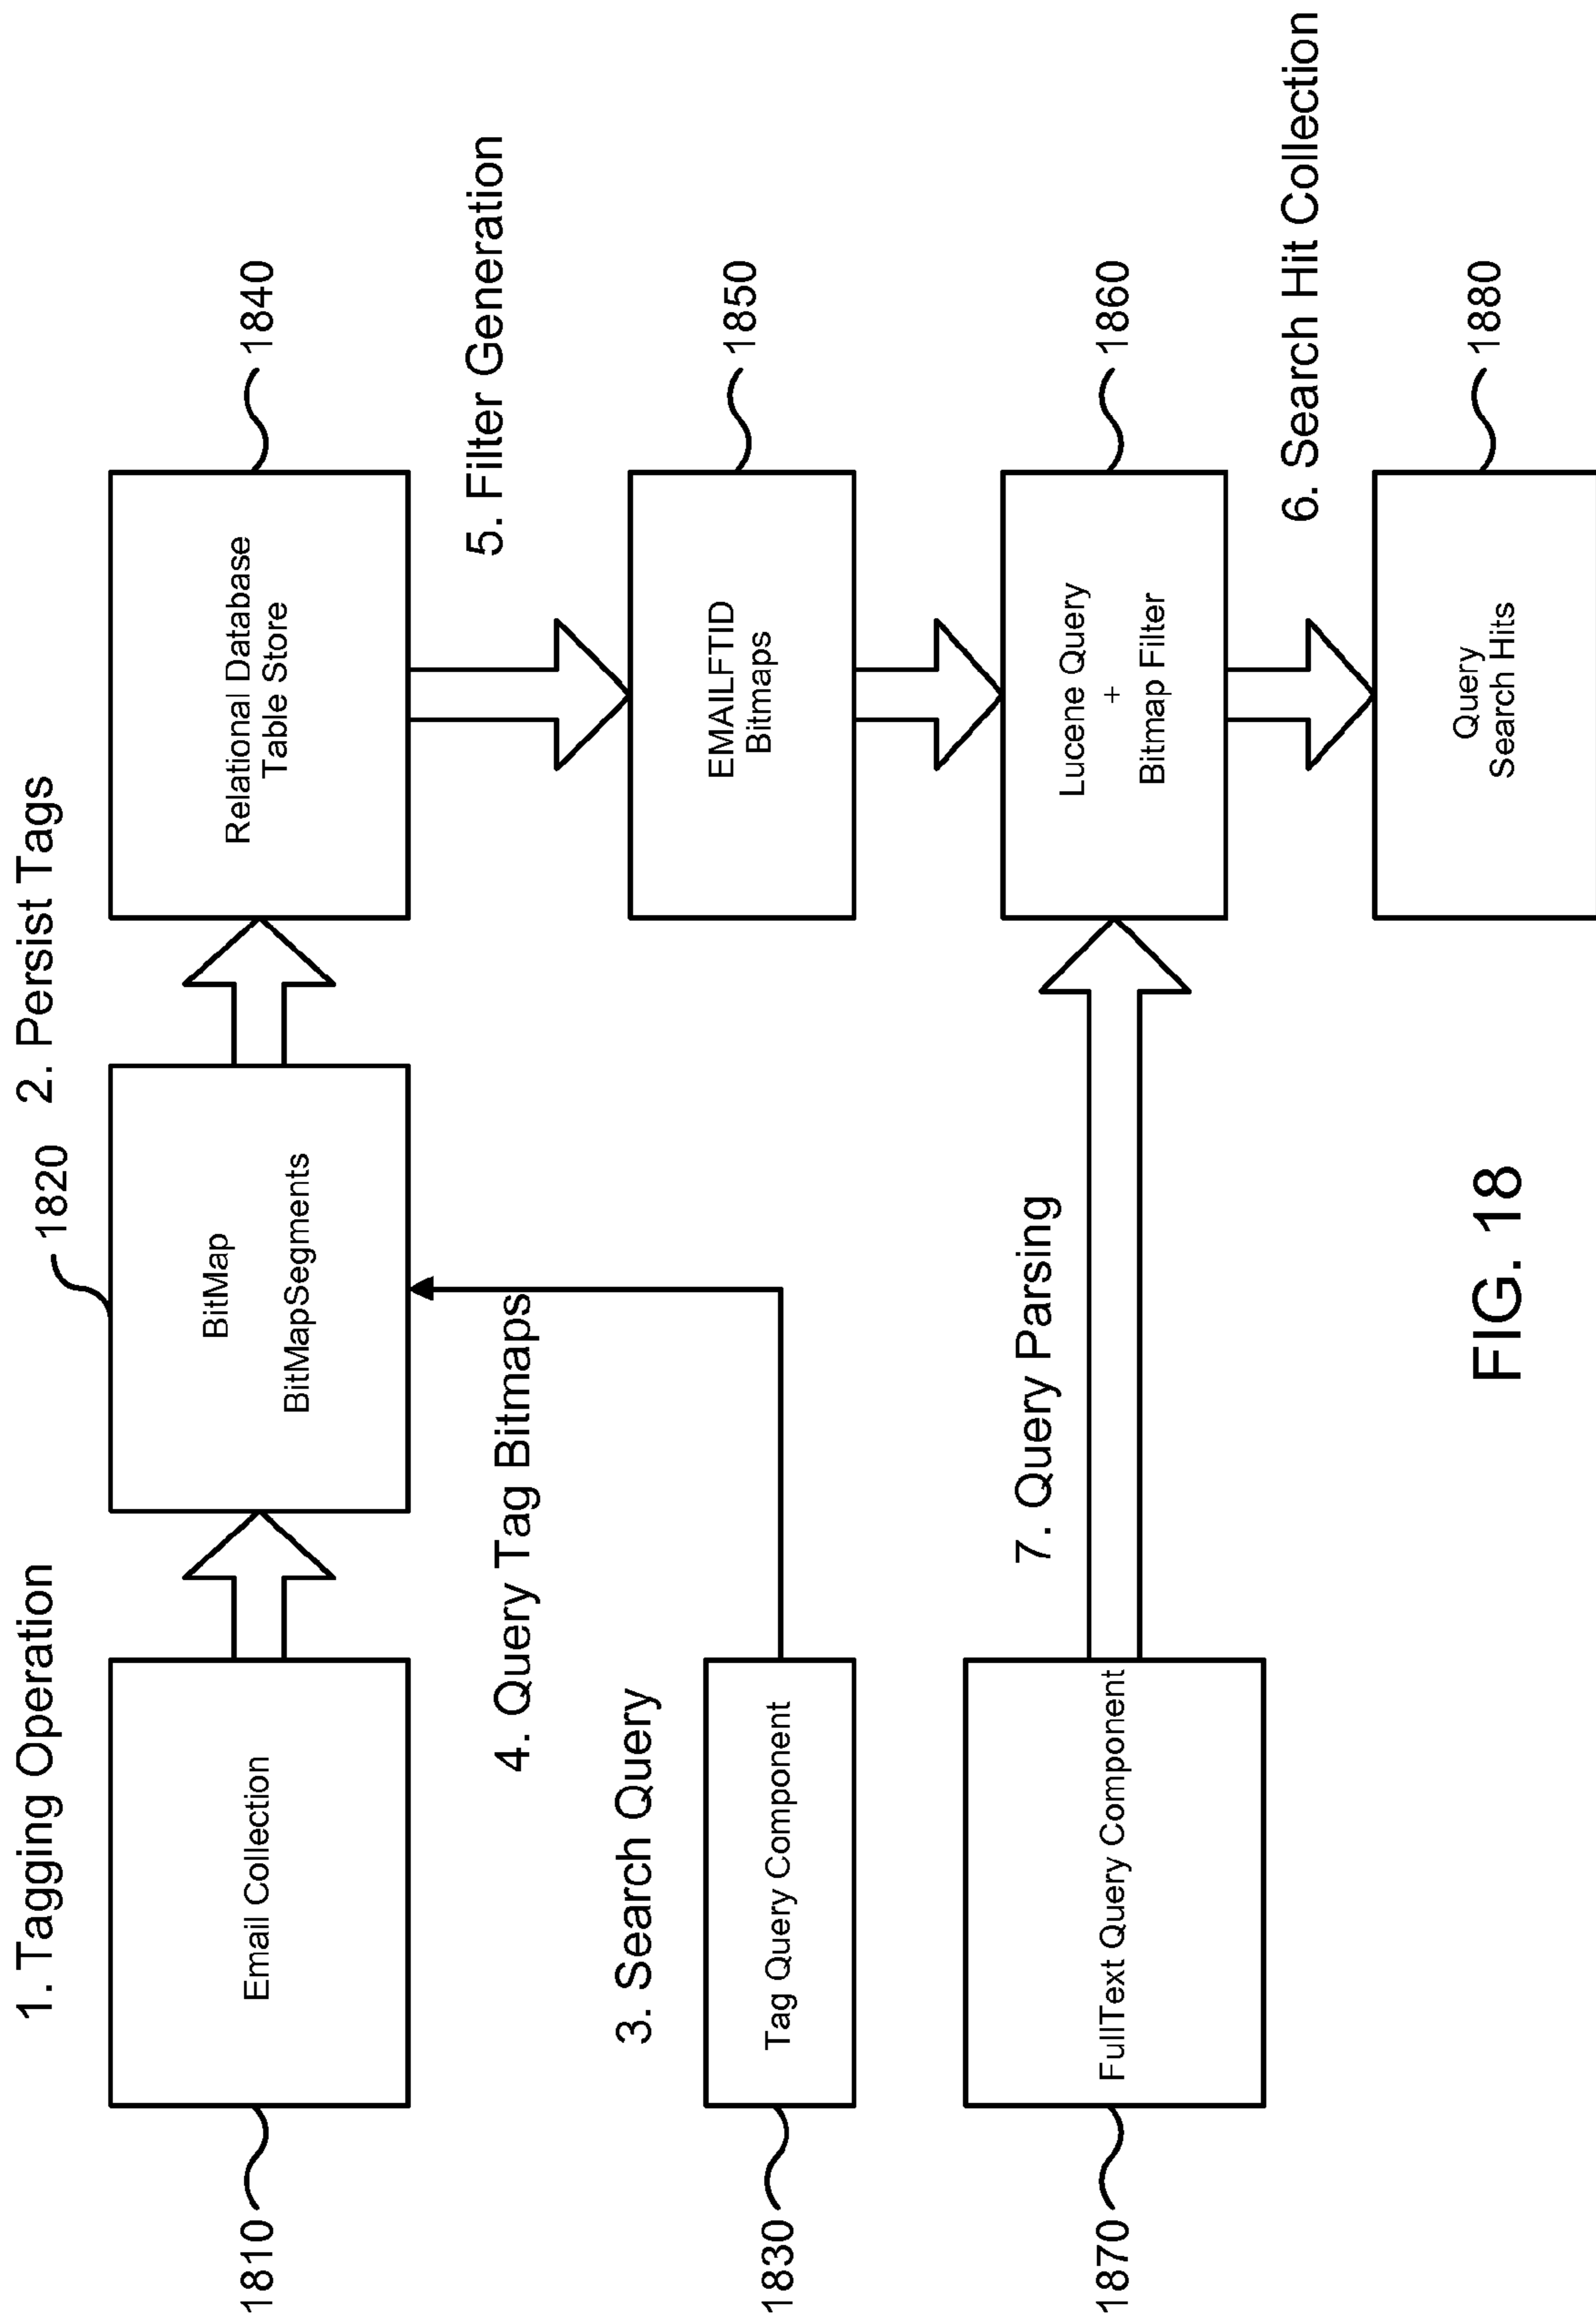 1. Tagging Operation
1820
2. Persist Tags
1810
Email Collection
BitMap
BitMapSegments
Relational Database
Table Store
1840
4. Query Tag Bitmaps
5. Filter Generation
3. Search Query
1830
Tag Query Component
EMAILFTID
Bitmaps
1850
7. Query Parsing
1870
FullText Query Component
Lucene Query
+
Bitmap Filter
1860
6. Search Hit Collection
Query
Search Hits
1880
FIG. 18